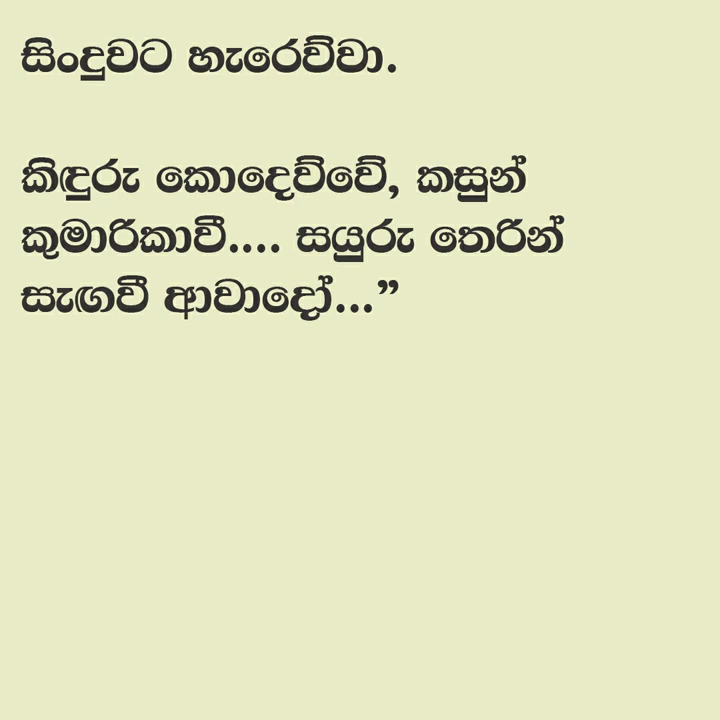 සිංදුවට හැරෙව්වා.
කිඳුරු කොදෙව්වේ, කසුන්
කුමාරිකාවී.... සයුරු තෙරින්
සැඟවී ආවාදෝ...”